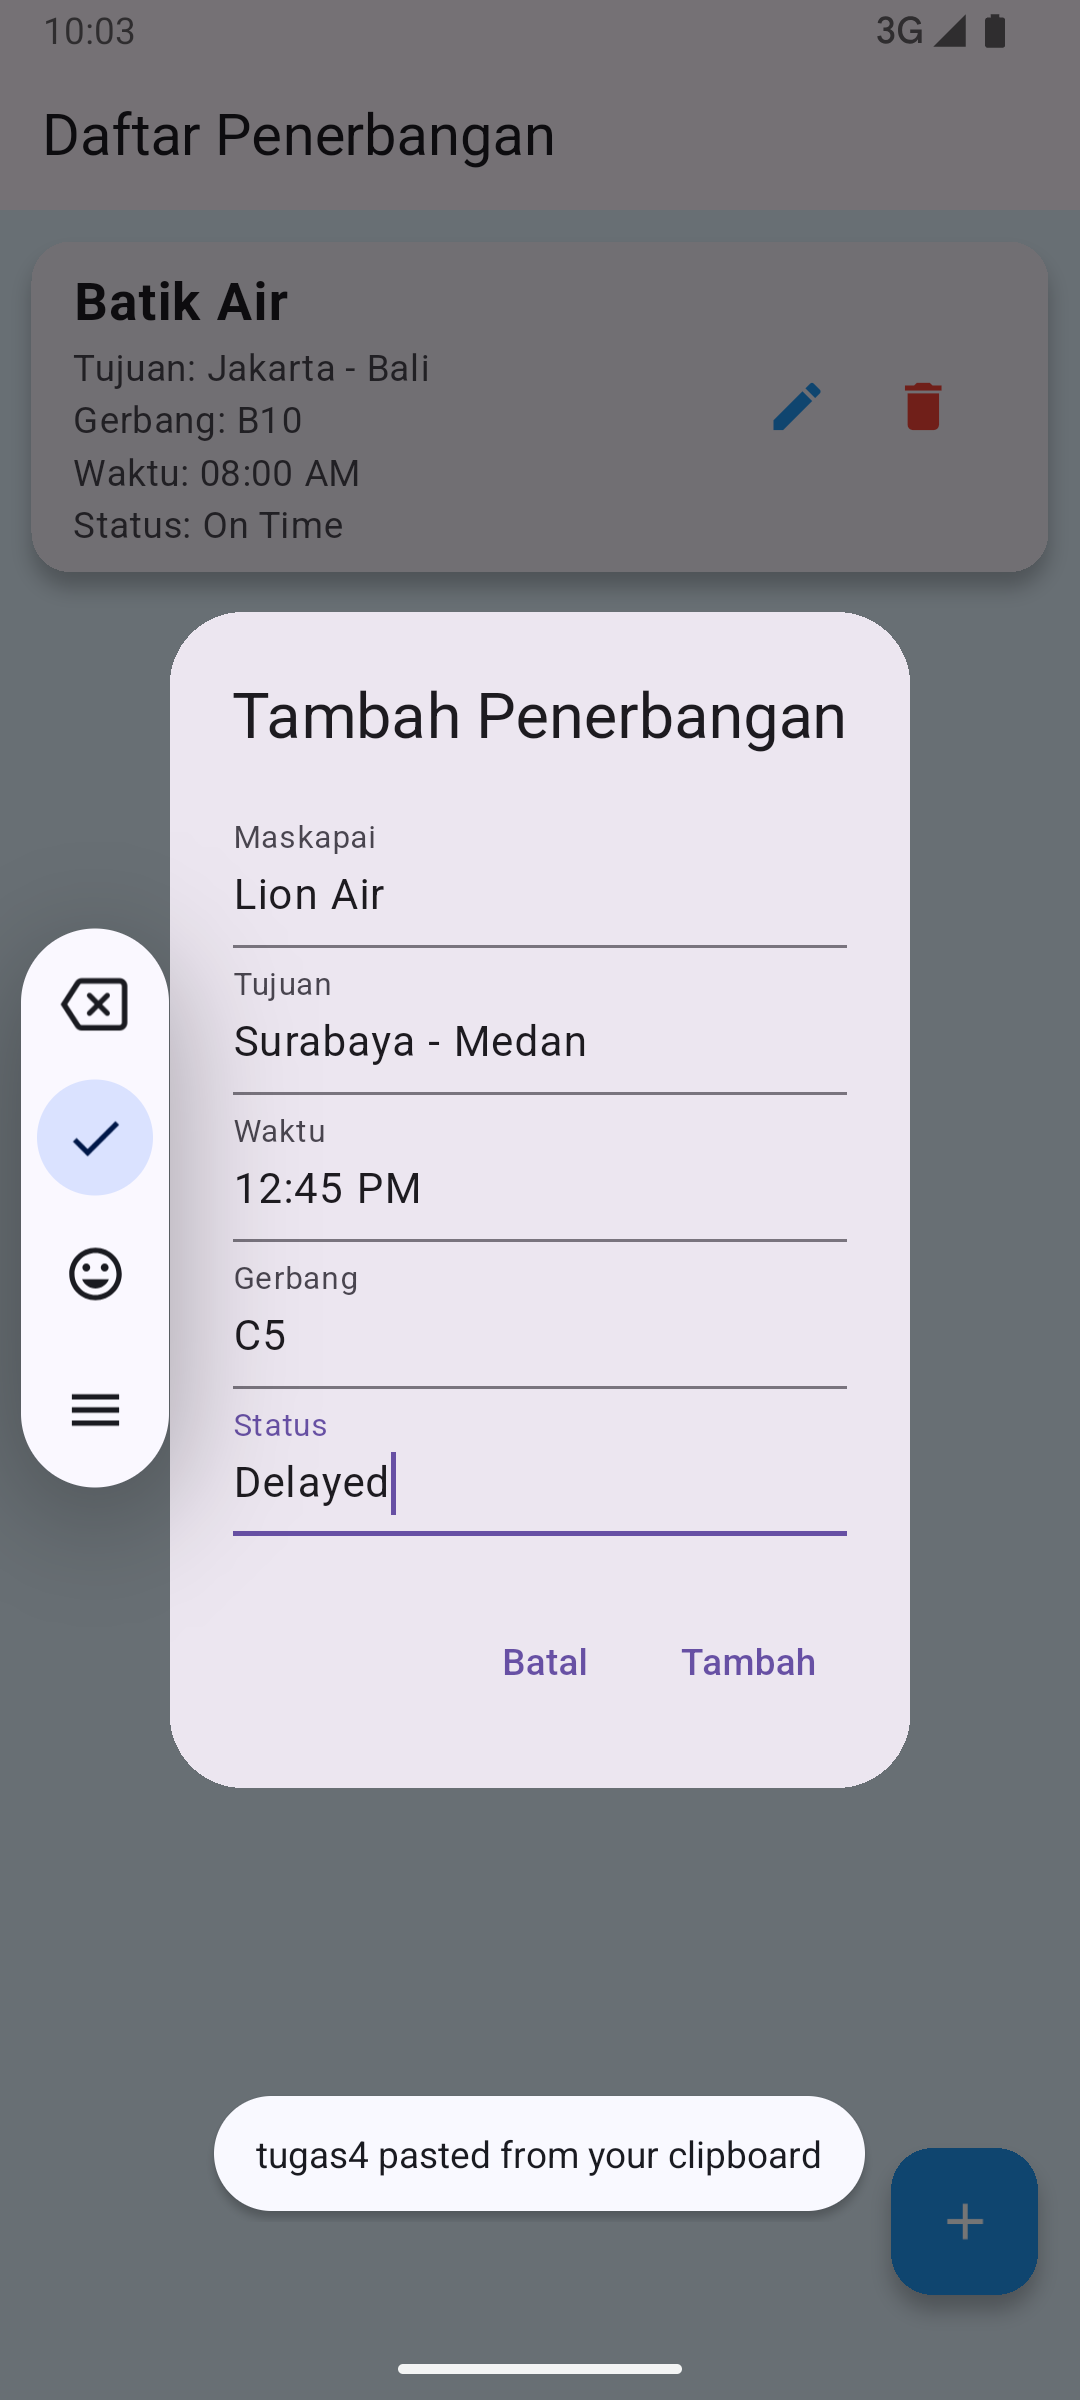 10:03
3G
Daftar Penerbangan
Batik Air
Tujuan: Jakarta - Bali
Gerbang: B10
Waktu: 08:00 AM
Status: On Time
Tambah Penerbangan
Maskapai
Lion Air
Tujuan
Surabaya - Medan
Waktu
12:45 PM
Gerbang
C5
Status
Delayed
Batal
Tambah
tugas4 pasted from your clipboard